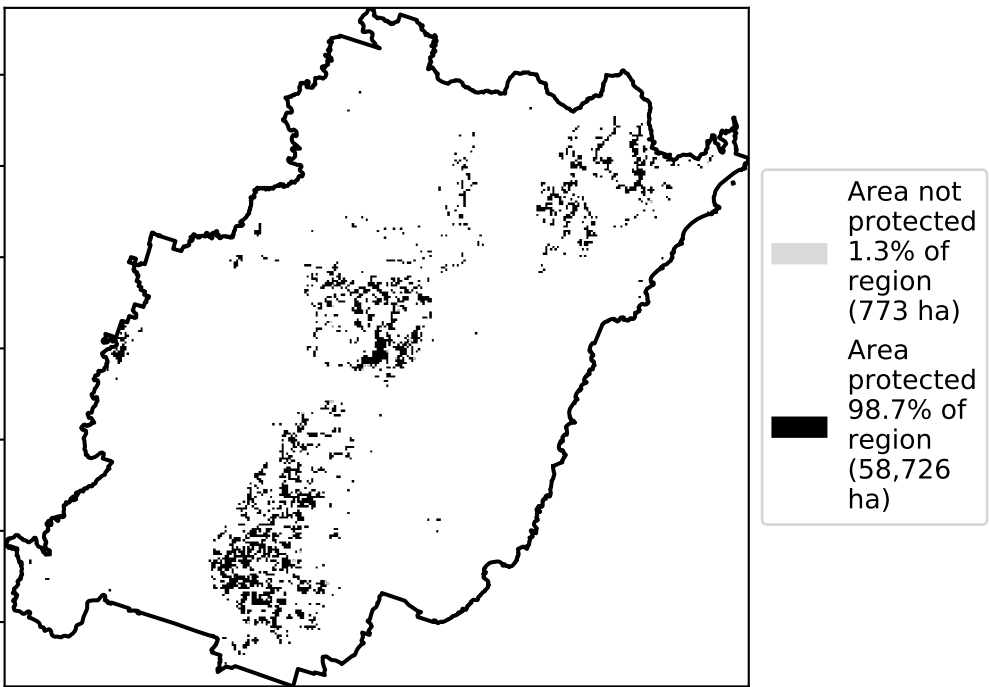 Area not
protected
1.3% of
region
(773 ha)
Area
protected
98.7% of
region
(58,726
ha)